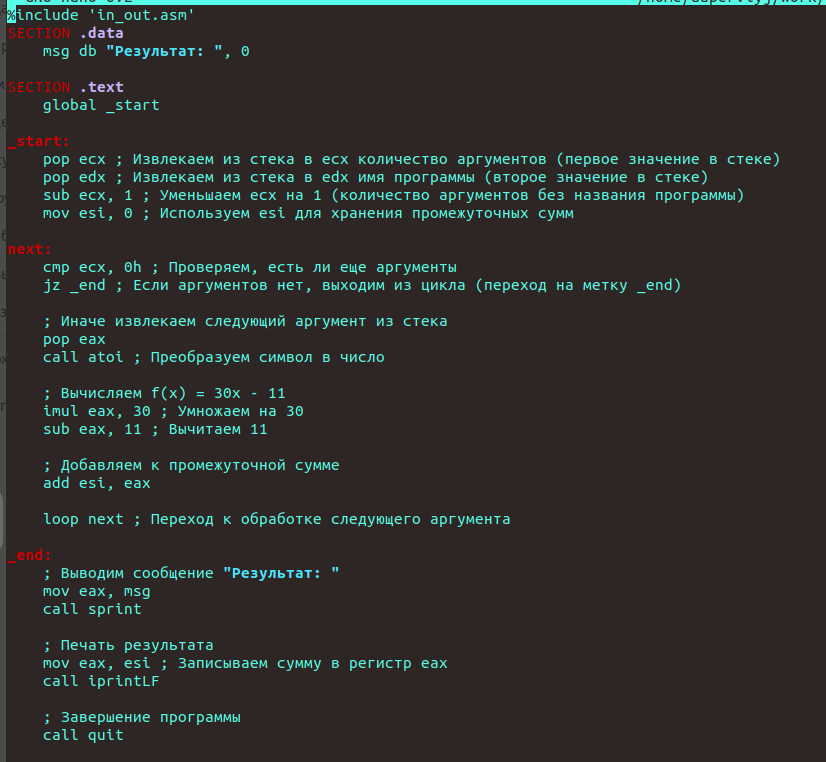 %include 'in_out.asm'
SECTION .data
    msg db "Результат: ", 0

SECTION .text
    global _start

_start:
    pop ecx ; Извлекаем из стека в ecx количество аргументов (первое значение в стеке)
    pop edx ; Извлекаем из стека в edx имя программы (второе значение в стеке)
    sub ecx, 1 ; Уменьшаем ecx на 1 (количество аргументов без названия программы)
    mov esi, 0 ; Используем esi для хранения промежуточных сумм

next:
    cmp ecx, 0h ; Проверяем, есть ли еще аргументы
    jz _end ; Если аргументов нет, выходим из цикла (переход на метку _end)

    ; Иначе извлекаем следующий аргумент из стека
    pop eax
    call atoi ; Преобразуем символ в число

    ; Вычисляем f(x) = 30x - 11
    imul eax, 30 ; Умножаем на 30
    sub eax, 11 ; Вычитаем 11

    ; Добавляем к промежуточной сумме
    add esi, eax

    loop next ; Переход к обработке следующего аргумента

_end:
    ; Выводим сообщение "Результат: "
    mov eax, msg
    call sprint

    ; Печать результата
    mov eax, esi ; Записываем сумму в регистр eax
    call iprintLF

    ; Завершение программы
    call quit